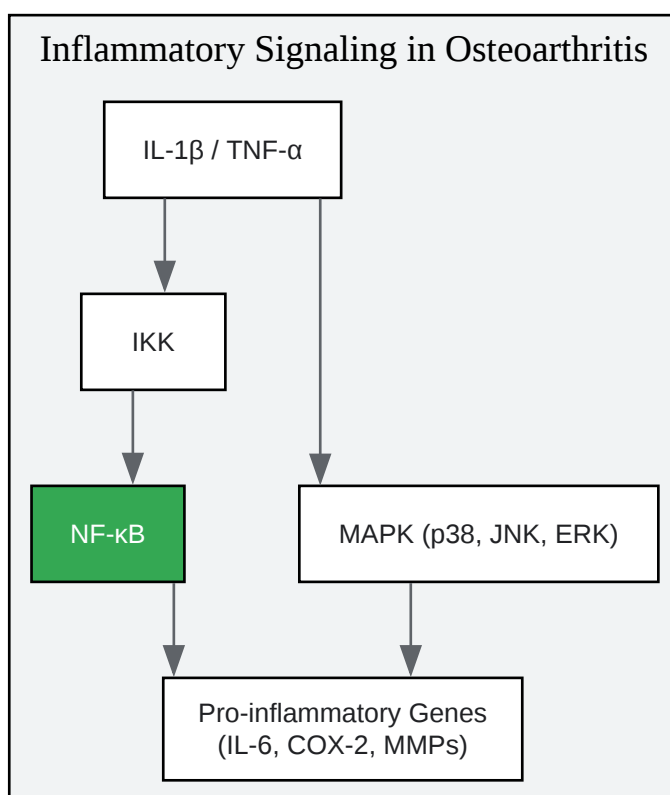 Inflammatory Signaling in Osteoarthritis
IL-1β / TNF-α
IKK
NF-κB
MAPK (p38, JNK, ERK)
Pro-inflammatory Genes
(IL-6, COX-2, MMPs)